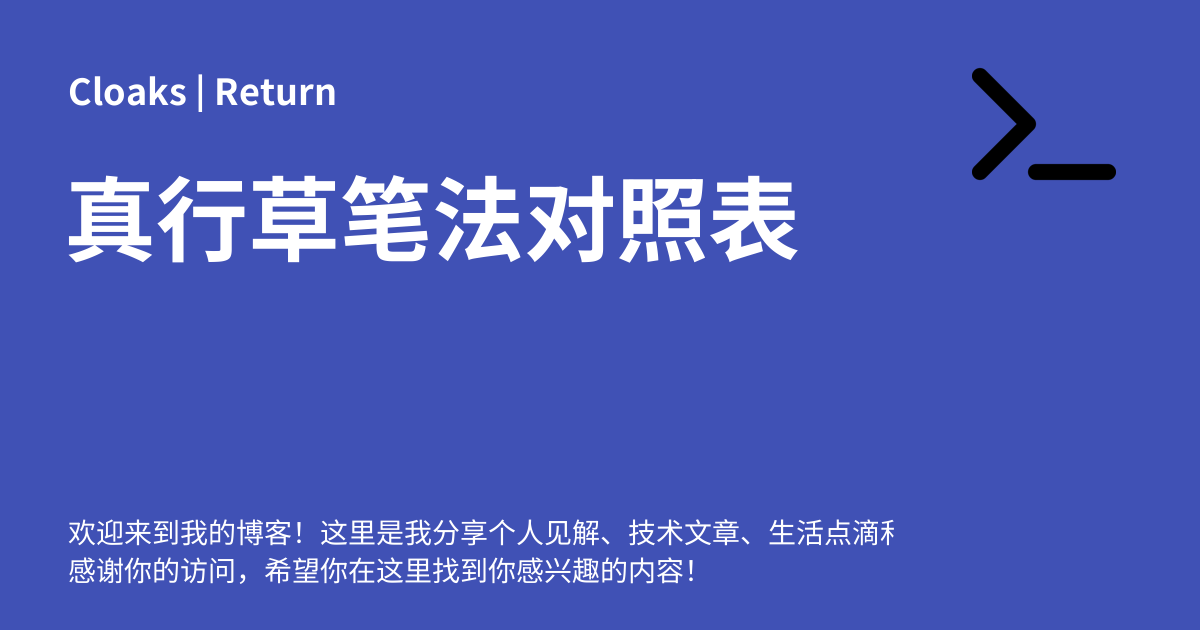 Cloaks | Return
真行草笔法对照表
欢迎来到我的博客！这里是我分享个人见解、技术文章、生活点滴
感谢你的访问，希望你在这里找到你感兴趣的内容！